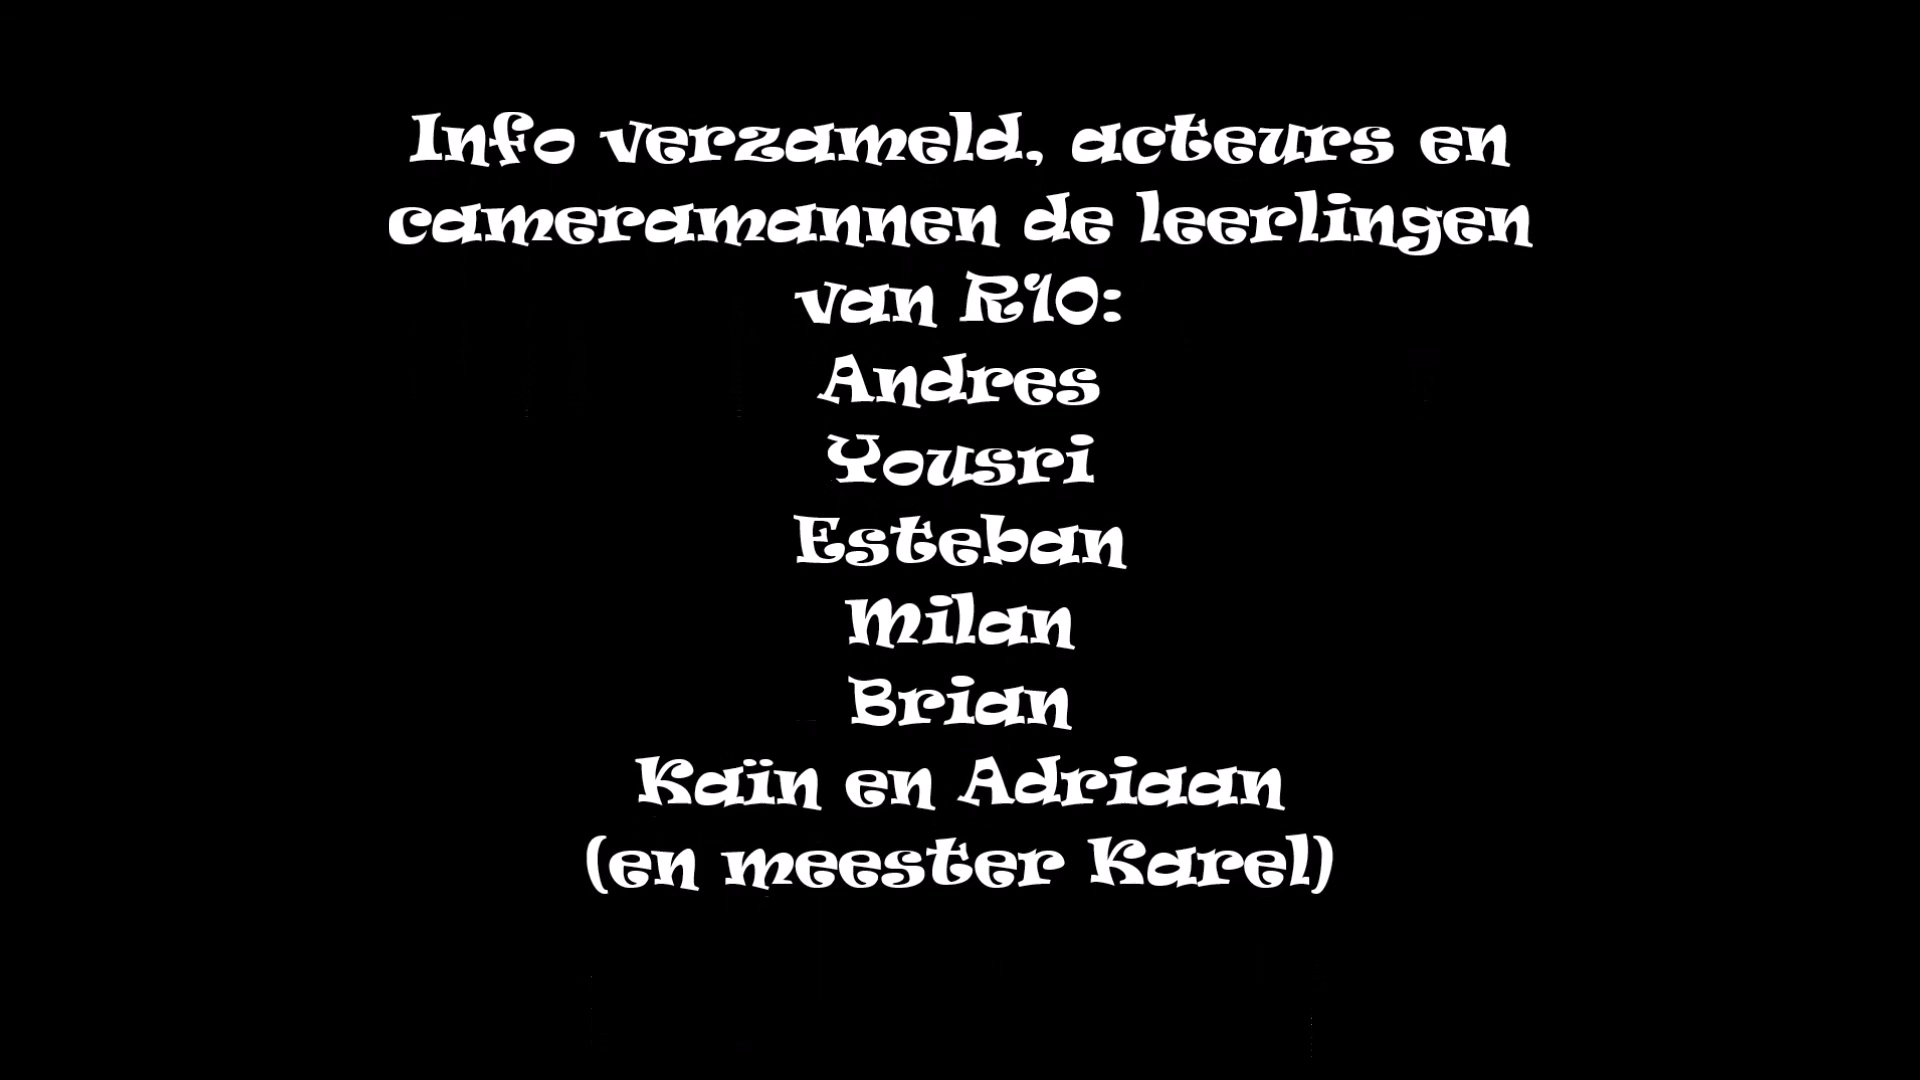 Info verzameld, acteurs en
cameramannen de leerlingen
van R10:
Andres
Yousri
Esteban
Milan
Brian
Kaïn en Adriaan
(en meester Karel)